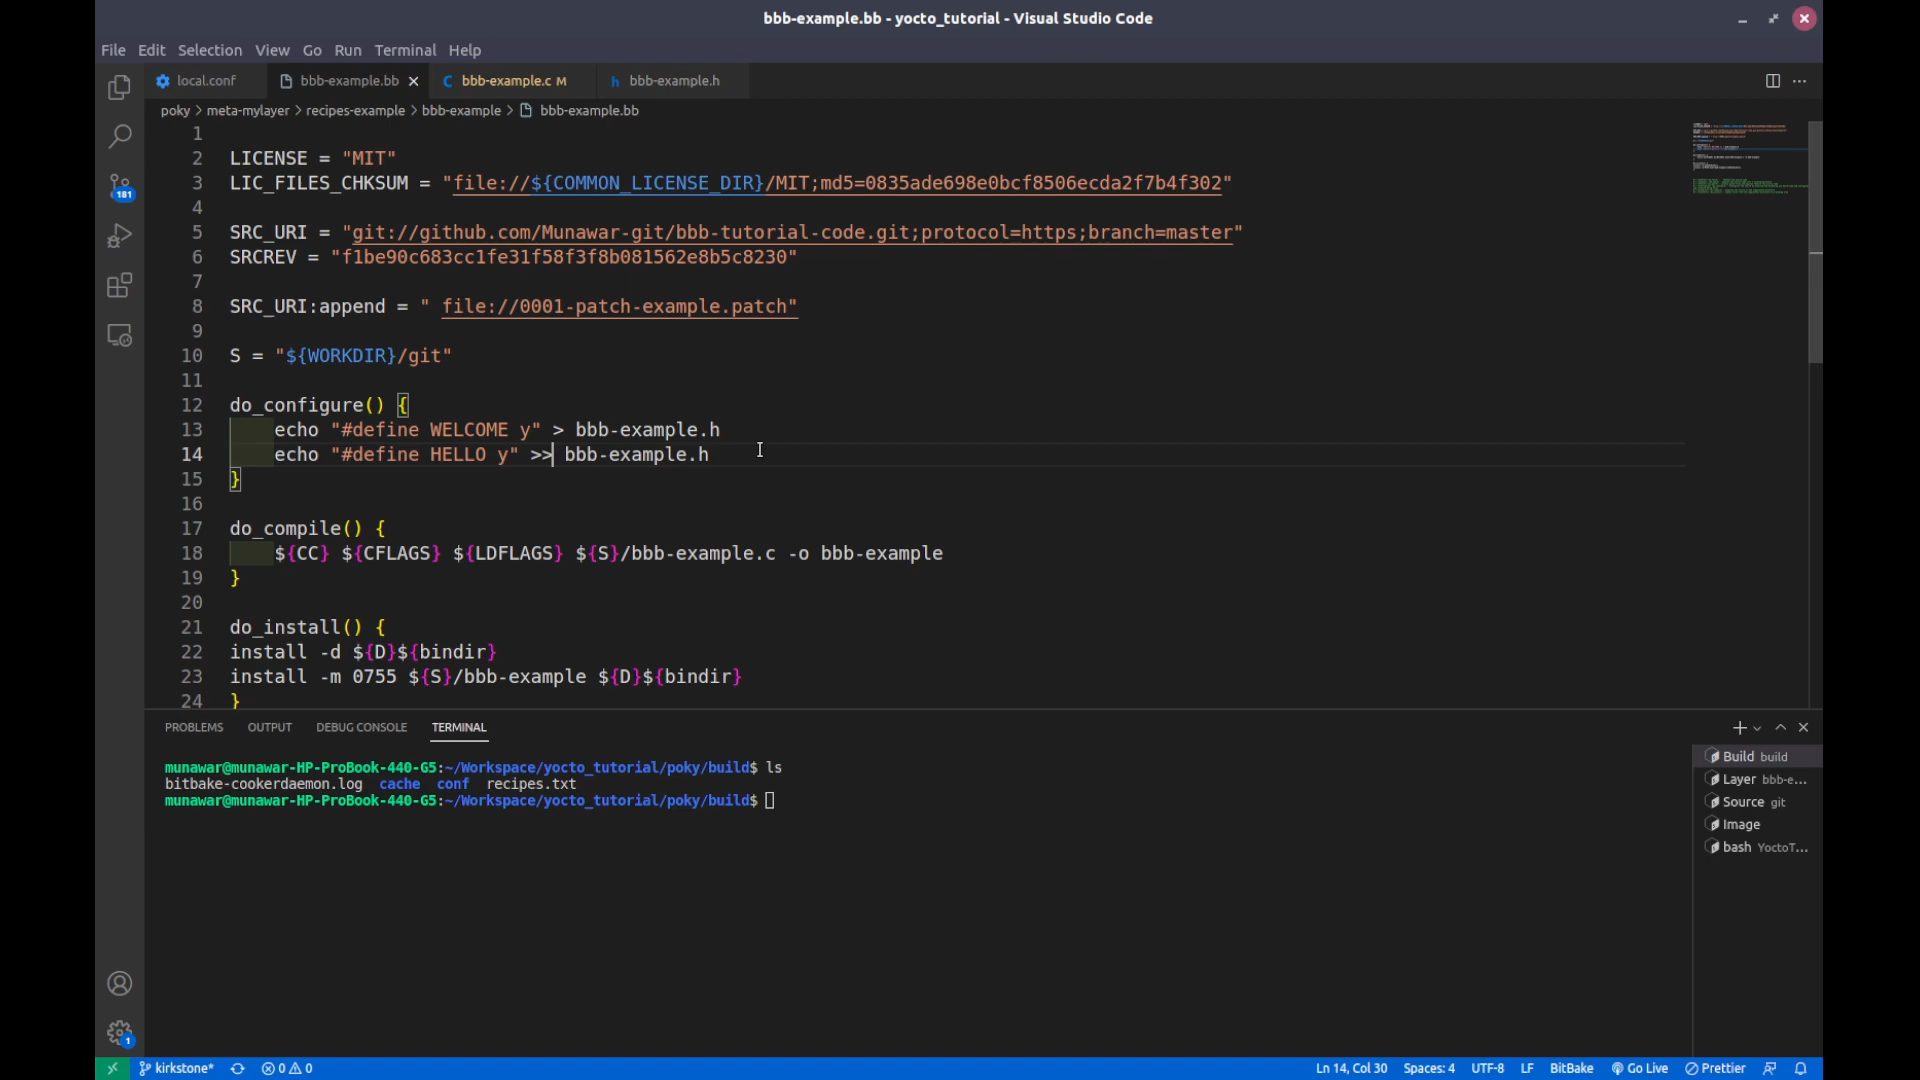 bbb-example.bb - yocto_tutorial - Visual Studio Code
File Edit Selection View Go Run Terminal Help
local.conf bbb-example.bb C bbb-example.c M h bbb-example.h
poky > meta-mylayer > recipes-example > bbb-example > bbb-example.bb
1
2 LICENSE = "MIT"
3 LIC_FILES_CHKSUM = "file://${COMMON_LICENSE_DIR}/MIT;md5=0835ade698e0bcf8506ecda2f7b4f302"
4
5 SRC_URI = "git://github.com/Munawar-git/bbb-tutorial-code.git;protocol=https;branch=master"
6 SRCREV = "f1be90c683cc1fe31f58f3f8b081562e8b5c8230"
7
8 SRC_URI:append = " file://0001-patch-example.patch"
9
10 S = "${WORKDIR}/git"
11
12 do_configure() {
13 echo "#define WELCOME y" > bbb-example.h
14 echo "#define HELLO y" >> bbb-example.h
15 }
16
17 do_compile() {
18 ${CC} ${CFLAGS} ${LDFLAGS} ${S}/bbb-example.c -o bbb-example
19 }
20
21 do_install() {
22 install -d ${D}${bindir}
23 install -m 0755 ${S}/bbb-example ${D}${bindir}
24 }
181
PROBLEMS OUTPUT DEBUG CONSOLE TERMINAL
munawar@munawar-HP-ProBook-440-G5:~/Workspace/yocto_tutorial/poky/build$ ls
bitbake-cookerdaemon.log cache conf recipes.txt
munawar@munawar-HP-ProBook-440-G5:~/Workspace/yocto_tutorial/poky/build$
Build build
Layer bbb-e...
Source git
Image
bash YoctoT...
1
kirkstone* 0 0 Ln 14, Col 30 Spaces: 4 UTF-8 LF BitBake Go Live Prettier